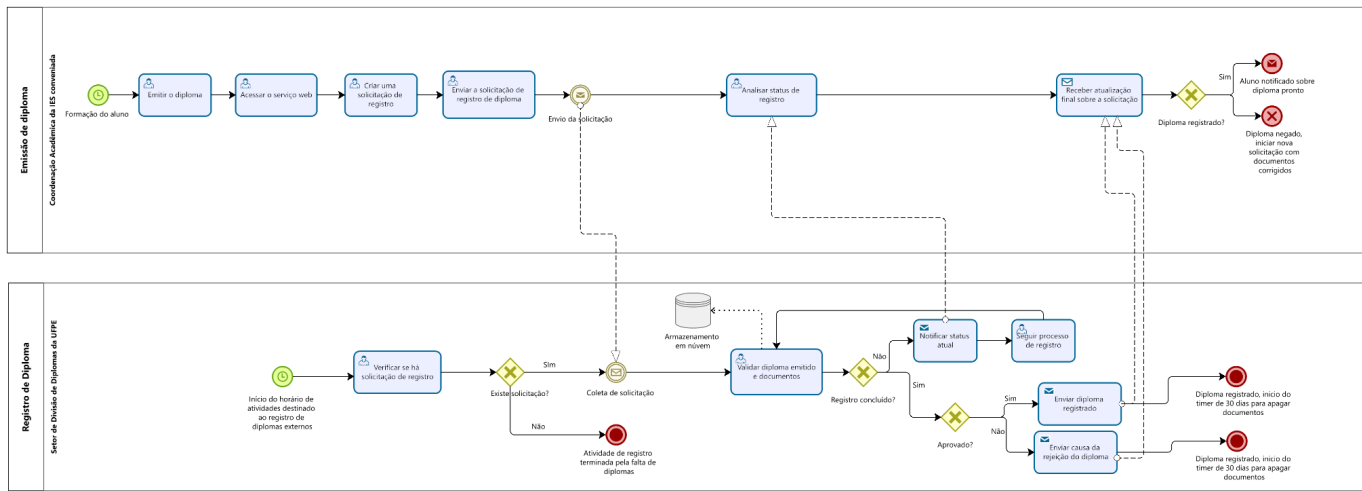 Emissão de diploma
Coordenação Acadêmica da IES conveniada
Formação do aluno
Emitir o diploma
Acessar o serviço web
Criar uma
solicitação de
registro
Enviar a solicitação de
registro de diploma
Envio da solicitação
Analisar status de
registro
Receber atualização
final sobre a solicitação
Diploma registrado?
Sim
Aluno notificado sobre
diploma pronto
Diploma negado,
iniciar nova
solicitação com
documentos
corrigidos
Registro de Diploma
Setor de Divisão de Diplomas da UFPE
Início do horário de
atividades destinado
ao registro de
diplomas externos
Verificar se há
solicitação de registro
Existe solicitação?
Sim
Não
Atividade de registro
terminada pela falta de
diplomas
Coleta de solicitação
Armazenamento
em núvem
Validar diploma emitido
e documentos
Registro concluído?
Não
Notificar status
atual
Seguir processo
de registro
Sim
Aprovado?
Sim
Enviar diploma
registrado
Não
Enviar causa da
rejeição do diploma
Diploma registrado, inicio do
timer de 30 dias para apagar
documentos
Diploma registrado, inicio do
timer de 30 dias para apagar
documentos